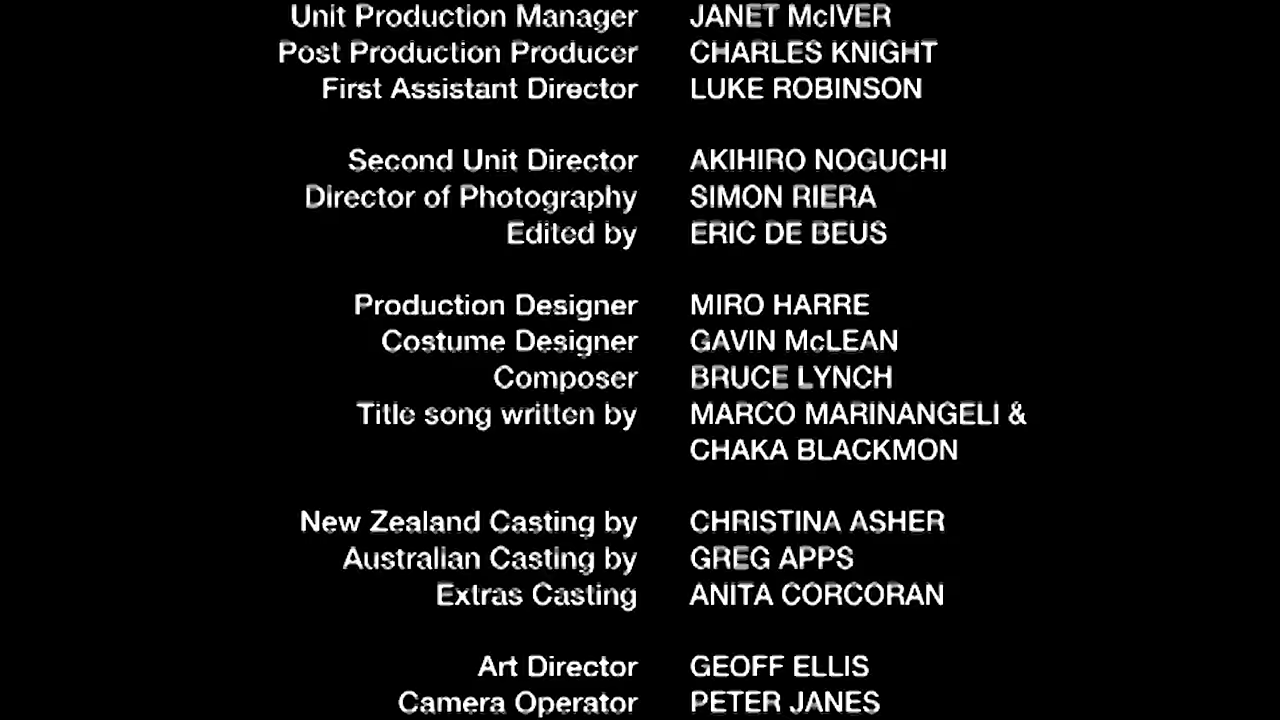 Unit Production Manager JANET McIVER
Post Production Producer CHARLES KNIGHT
First Assistant Director LUKE ROBINSON
Second Unit Director AKIHIRO NOGUCHI
Director of Photography SIMON RIERA
Edited by ERIC DE BEUS
Production Designer MIRO HARRE
Costume Designer GAVIN McLEAN
Composer BRUCE LYNCH
Title song written by MARCO MARINANGELI &
CHAKA BLACKMON
New Zealand Casting by CHRISTINA ASHER
Australian Casting by GREG APPS
Extras Casting ANITA CORCORAN
Art Director GEOFF ELLIS
Camera Operator PETER JANES